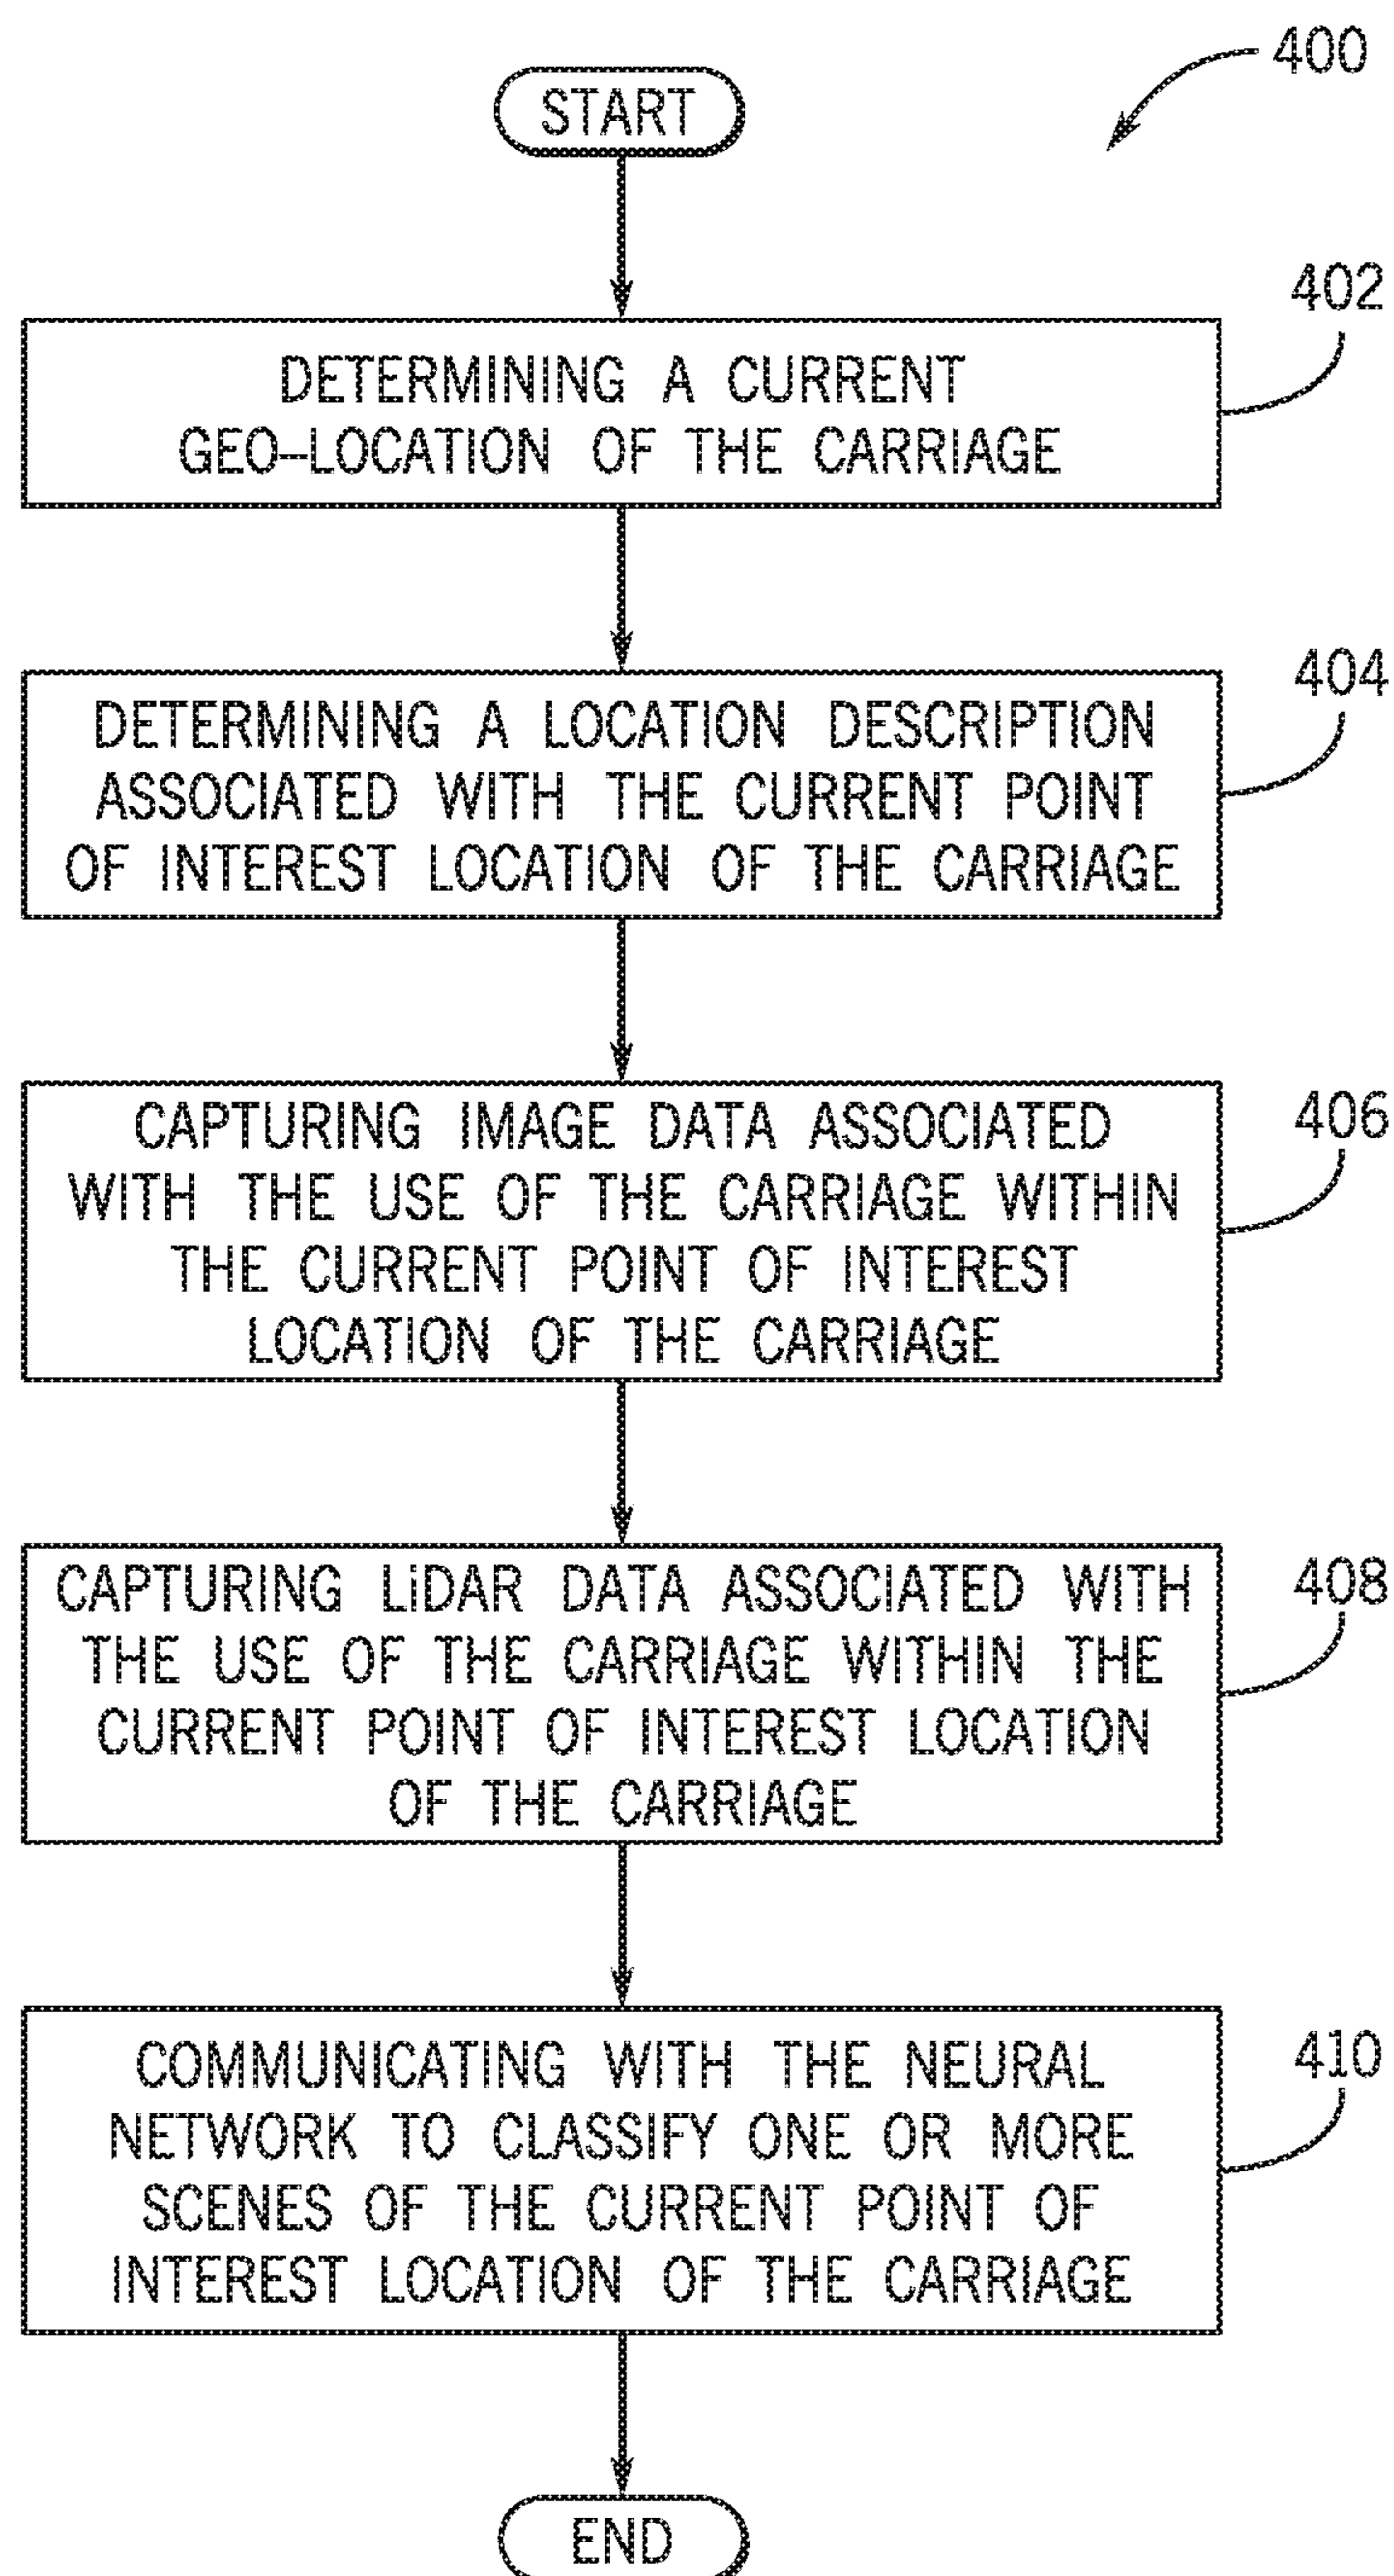 400
START
402
DETERMINING A CURRENT
GEO-LOCATION OF THE CARRIAGE
404
DETERMINING A LOCATION DESCRIPTION
ASSOCIATED WITH THE CURRENT POINT
OF INTEREST LOCATION OF THE CARRIAGE
406
CAPTURING IMAGE DATA ASSOCIATED
WITH THE USE OF THE CARRIAGE WITHIN
THE CURRENT POINT OF INTEREST
LOCATION OF THE CARRIAGE
408
CAPTURING LiDAR DATA ASSOCIATED WITH
THE USE OF THE CARRIAGE WITHIN THE
CURRENT POINT OF INTEREST LOCATION
OF THE CARRIAGE
410
COMMUNICATING WITH THE NEURAL
NETWORK TO CLASSIFY ONE OR MORE
SCENES OF THE CURRENT POINT OF
INTEREST LOCATION OF THE CARRIAGE
END